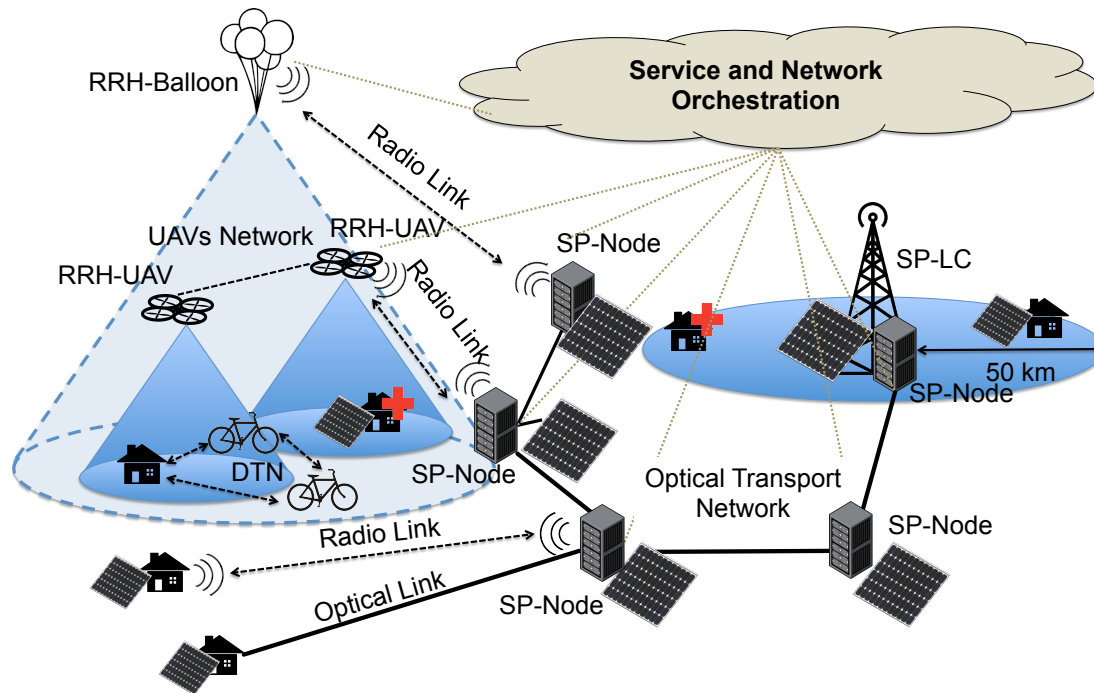 RRH-Balloon
Service and Network
Orchestration
Radio Link
RRH-UAV
UAVs Network
RRH-UAV
Radio Link
SP-Node
SP-LC
50 km
SP-Node
SP-Node
DTN
Optical Transport
Network
Radio Link
SP-Node
SP-Node
Optical Link